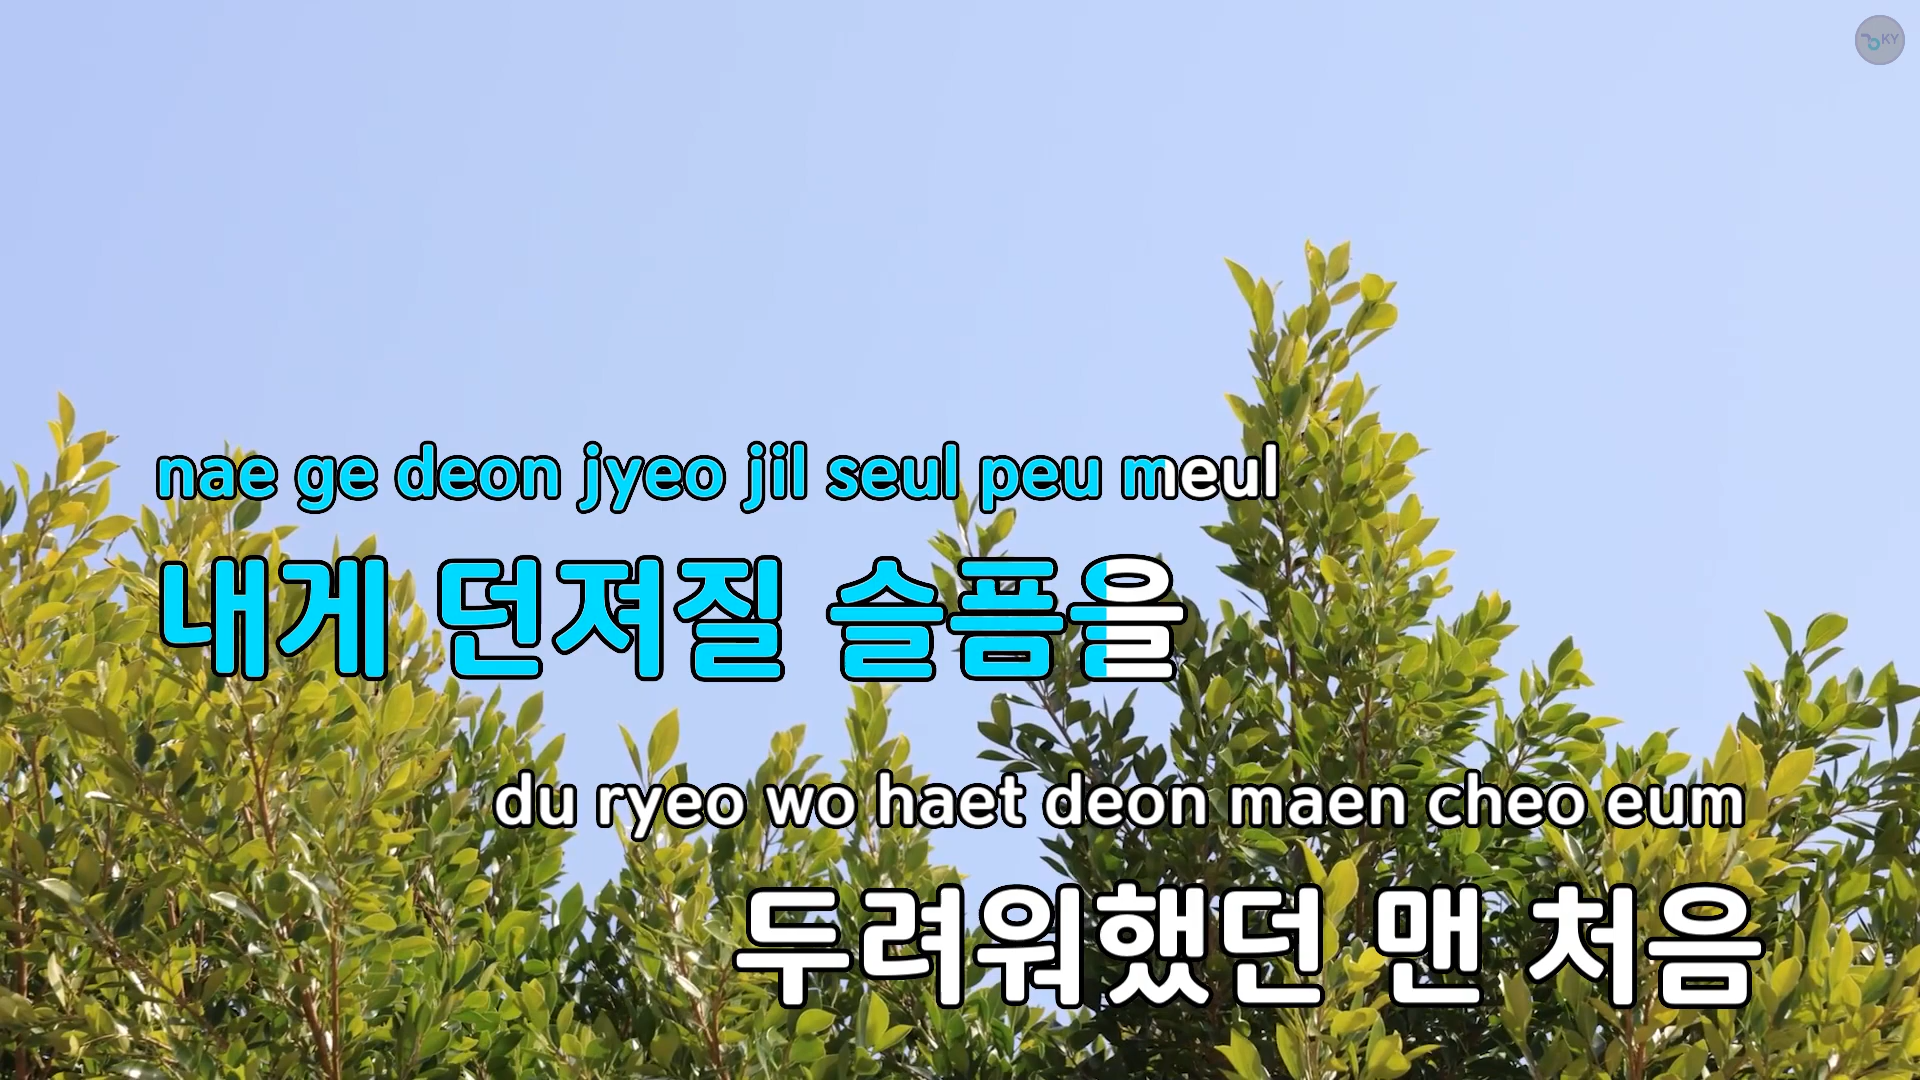 KY
nae ge deon jyeo jil seul peu meul
내게 던져질 슬픔을
du ryeo wo haet deon maen cheo eum
두려워했던 맨 처음